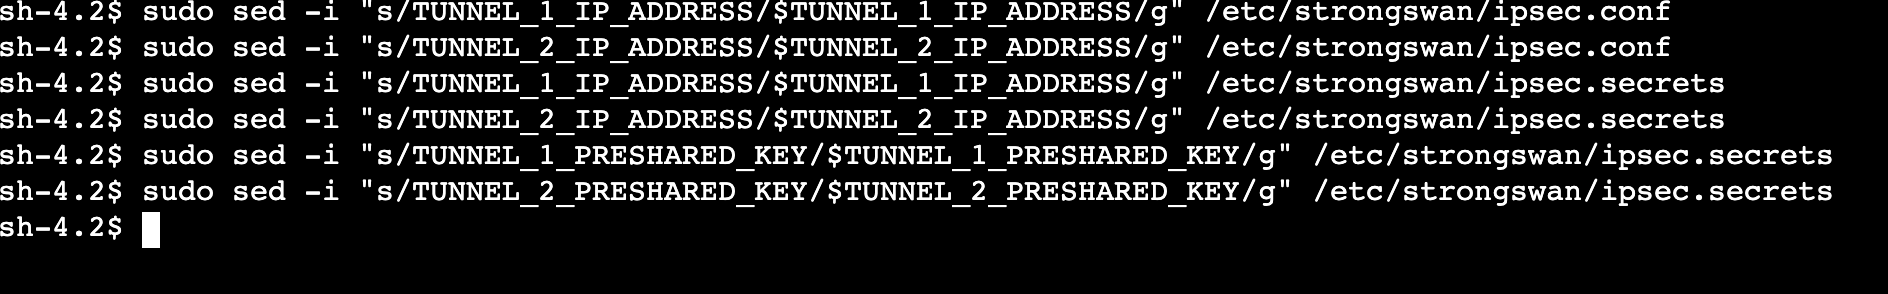 sh-4.2$ sudo sed -i "s/TUNNEL_1_IP_ADDRESS/$TUNNEL_1_IP_ADDRESS/g" /etc/strongswan/ipsec.conf
sh-4.2$ sudo sed -i "s/TUNNEL_2_IP_ADDRESS/$TUNNEL_2_IP_ADDRESS/g" /etc/strongswan/ipsec.conf
sh-4.2$ sudo sed -i "s/TUNNEL_1_IP_ADDRESS/$TUNNEL_1_IP_ADDRESS/g" /etc/strongswan/ipsec.secrets
sh-4.2$ sudo sed -i "s/TUNNEL_2_IP_ADDRESS/$TUNNEL_2_IP_ADDRESS/g" /etc/strongswan/ipsec.secrets
sh-4.2$ sudo sed -i "s/TUNNEL_1_PRESHARED_KEY/$TUNNEL_1_PRESHARED_KEY/g" /etc/strongswan/ipsec.secrets
sh-4.2$ sudo sed -i "s/TUNNEL_2_PRESHARED_KEY/$TUNNEL_2_PRESHARED_KEY/g" /etc/strongswan/ipsec.secrets
sh-4.2$